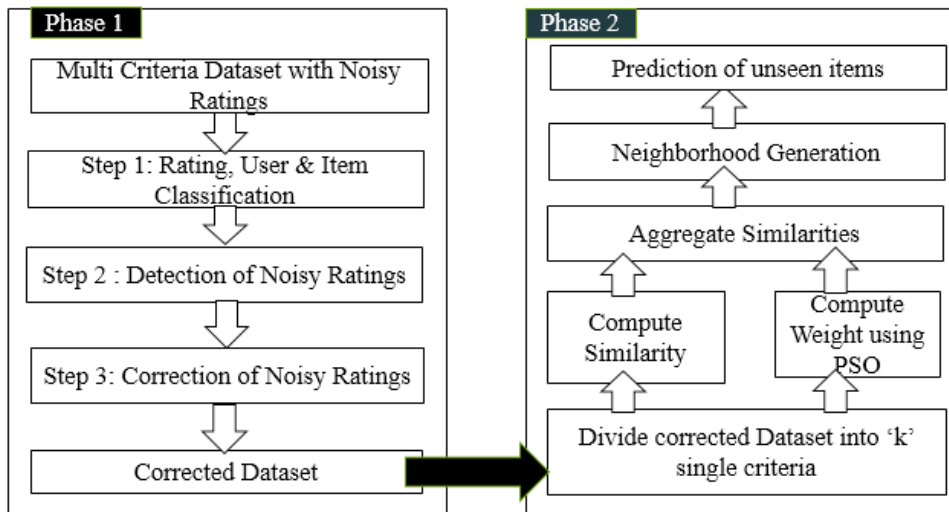 Phase 1
Multi Criteria Dataset with Noisy
Ratings
Step 1: Rating, User & Item
Classification
Step 2 : Detection of Noisy Ratings
Step 3: Correction of Noisy Ratings
Corrected Dataset
Phase 2
Prediction of unseen items
Neighborhood Generation
Aggregate Similarities
Compute
Similarity
Compute
Weight using
PSO
Divide corrected Dataset into ‘k’
single criteria